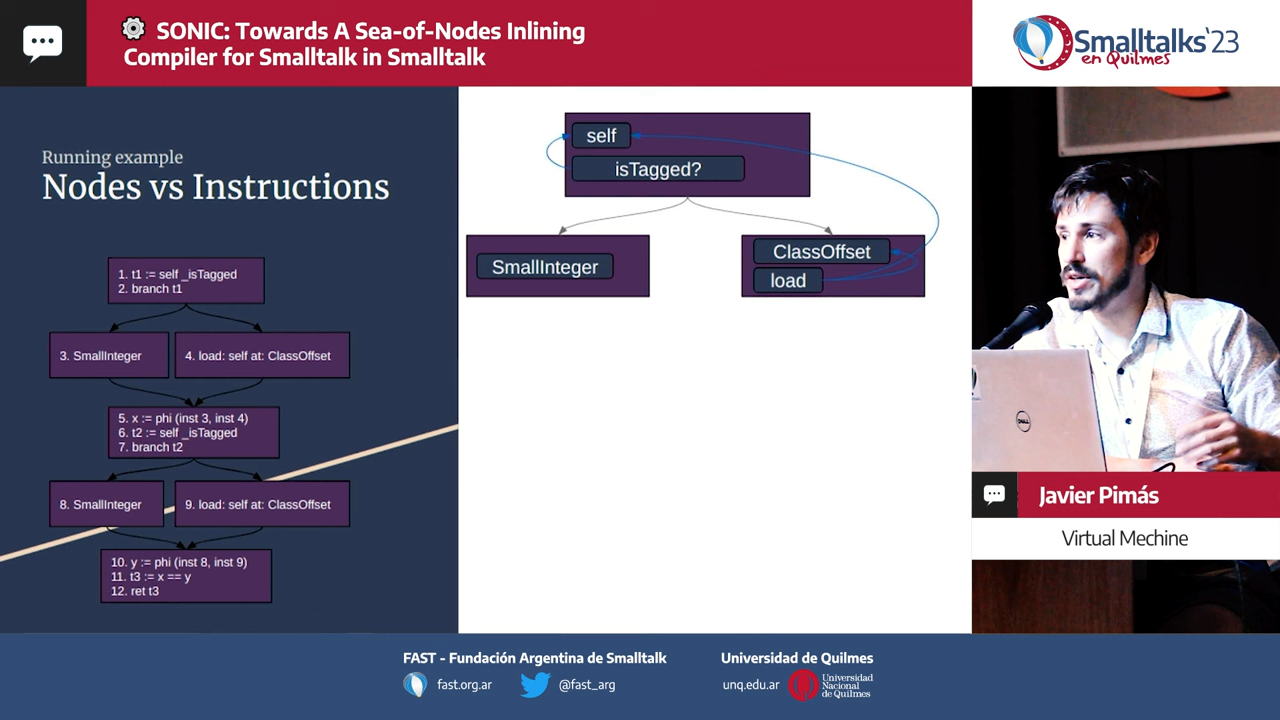 SONIC: Towards A Sea-of-Nodes Inlining
Compiler for Smalltalk in Smalltalk
Smalltalks'23
en Quilmes
Running example
Nodes vs Instructions
1. t1 := self _isTagged
2. branch t1
3. SmallInteger
4. load: self at: ClassOffset
5. x := phi (inst 3, inst 4)
6. t2 := self _isTagged
7. branch t2
8. SmallInteger
9. load: self at: ClassOffset
10. y := phi (inst 8, inst 9)
11. t3 := x == y
12. ret t3
self
isTagged?
SmallInteger
ClassOffset
load
DELL
Javier Pimás
Virtual Mechine
FAST - Fundación Argentina de Smalltalk
fast.org.ar
@fast_arg
Universidad de Quilmes
unq.edu.ar
Universidad
Nacional
de Quilmes